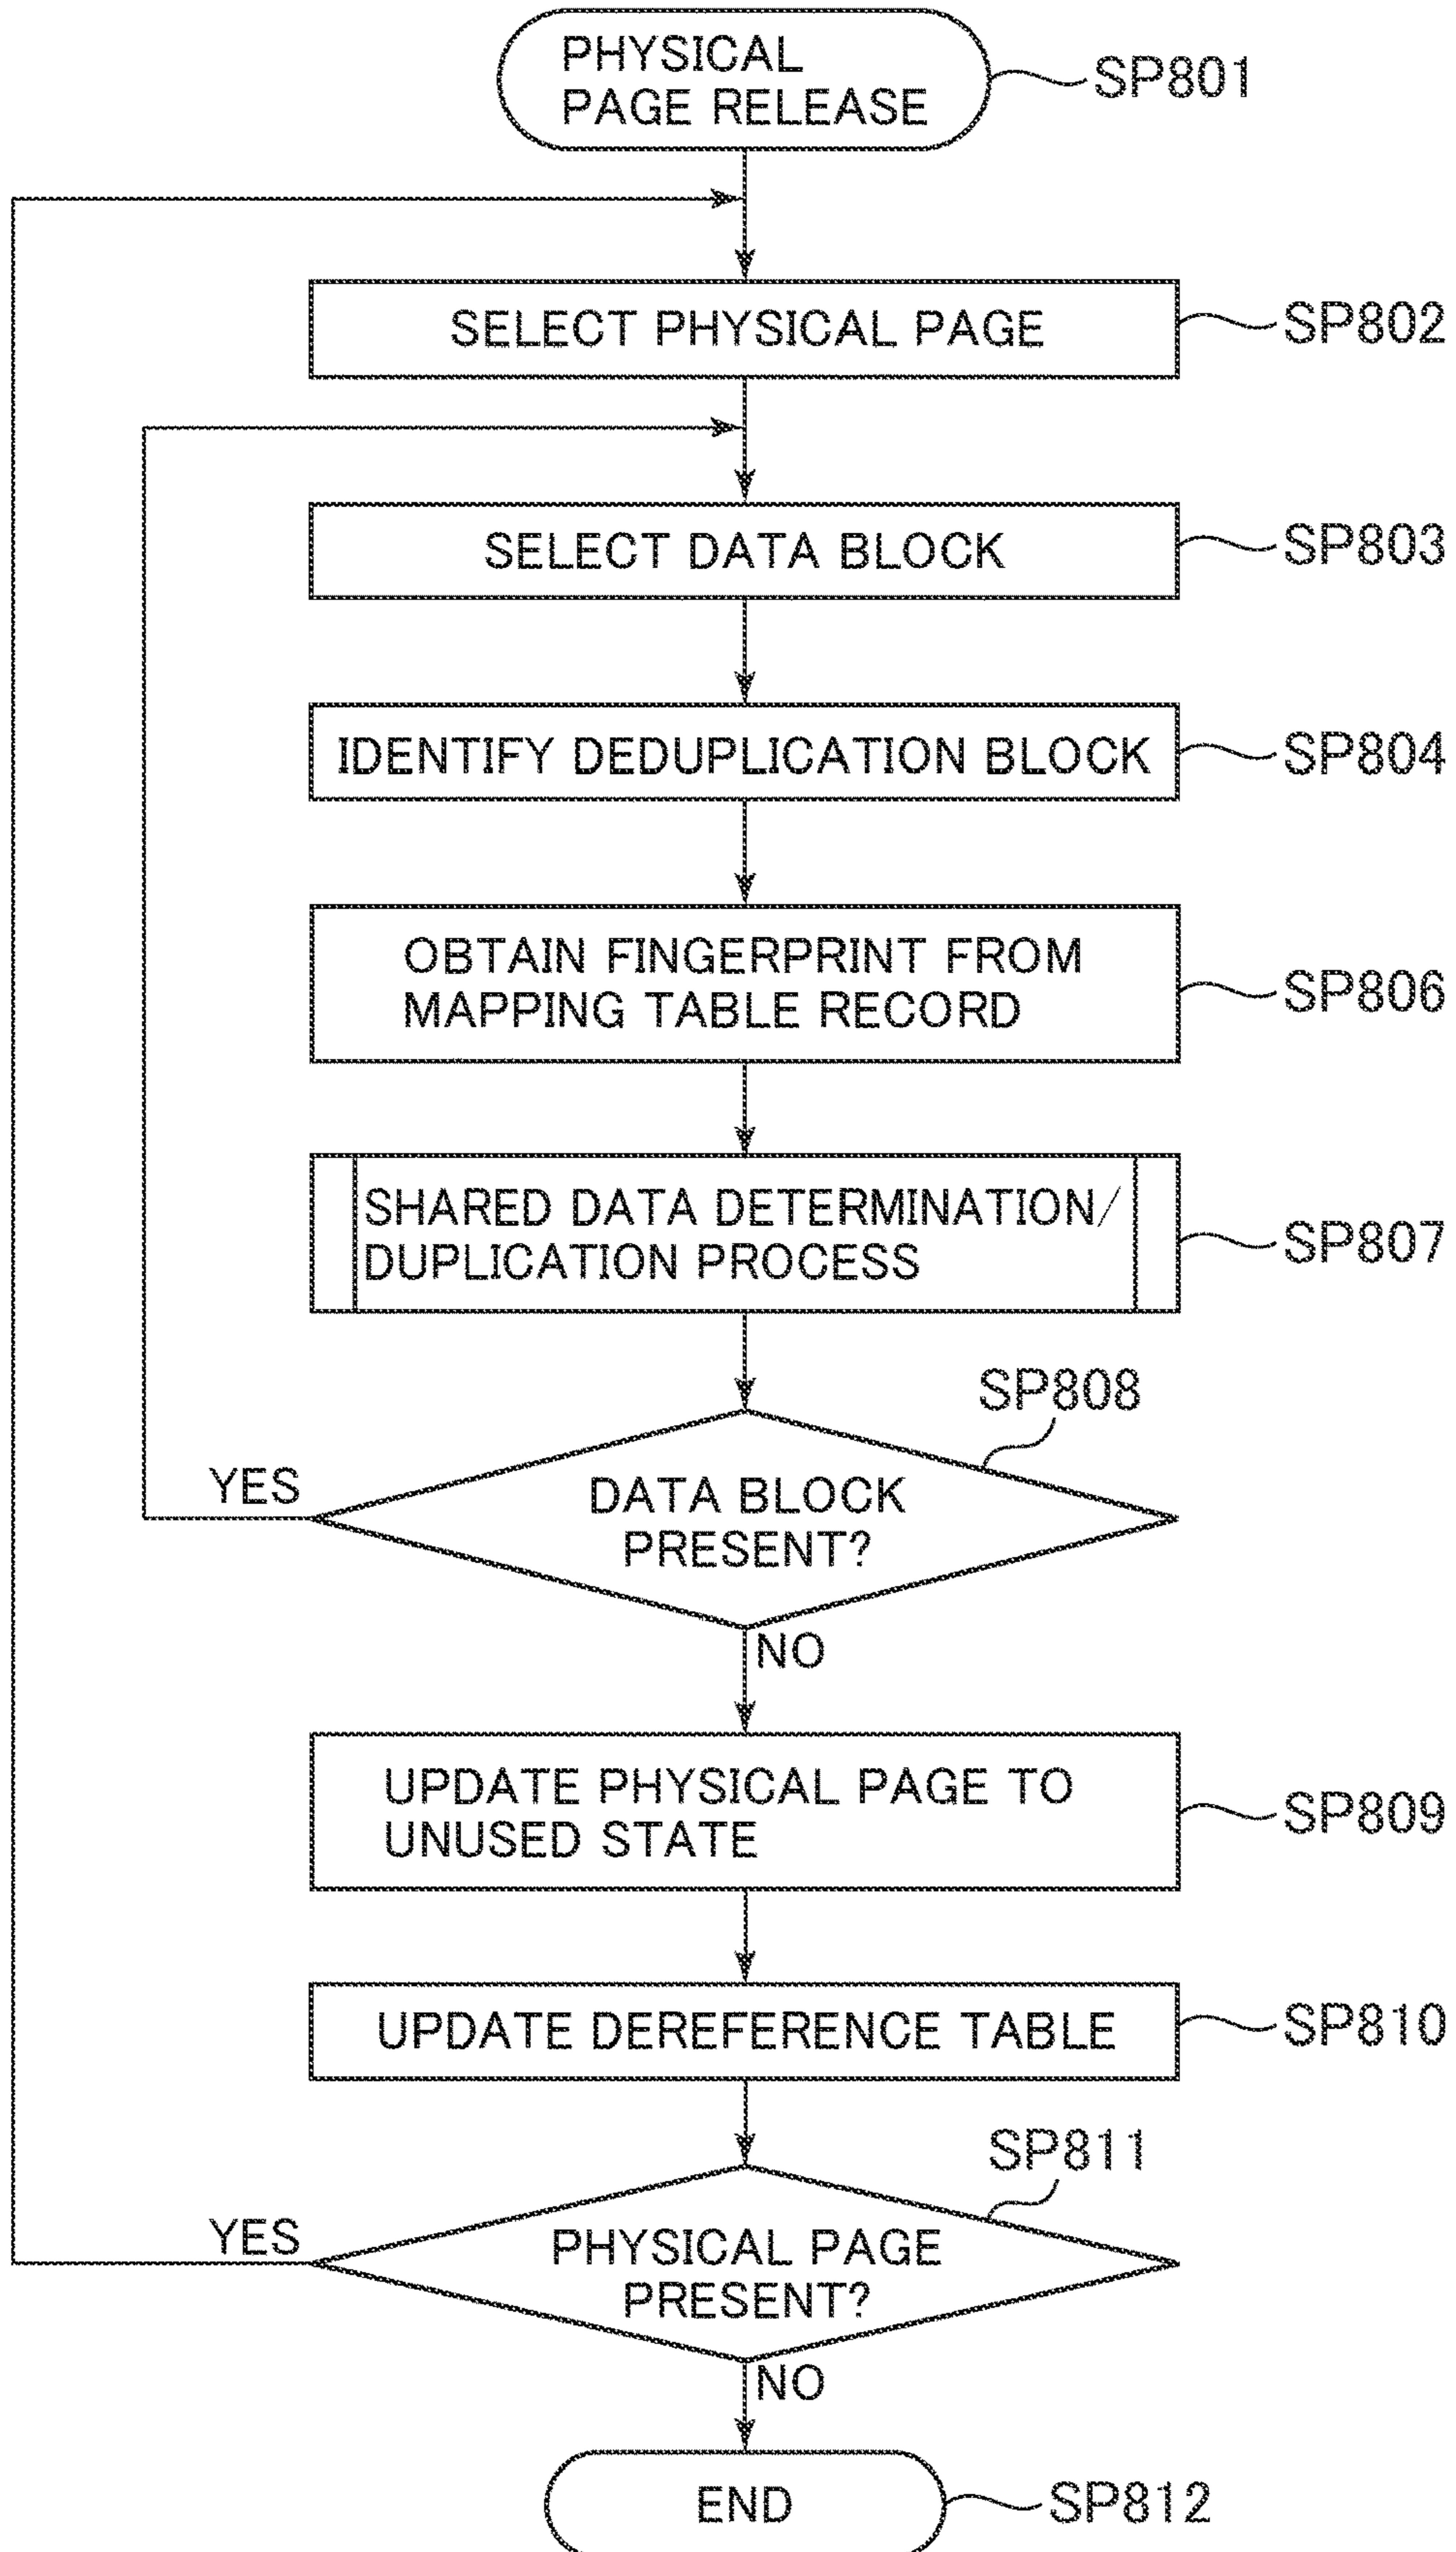 PHYSICAL
PAGE RELEASE
SP801
SELECT PHYSICAL PAGE
SP802
SELECT DATA BLOCK
SP803
IDENTIFY DEDUPLICATION BLOCK
SP804
OBTAIN FINGERPRINT FROM
MAPPING TABLE RECORD
SP806
SHARED DATA DETERMINATION/
DUPLICATION PROCESS
SP807
SP808
DATA BLOCK
PRESENT?
YES
NO
UPDATE PHYSICAL PAGE TO
UNUSED STATE
SP809
UPDATE DEREFERENCE TABLE
SP810
SP811
PHYSICAL PAGE
PRESENT?
YES
NO
END
SP812